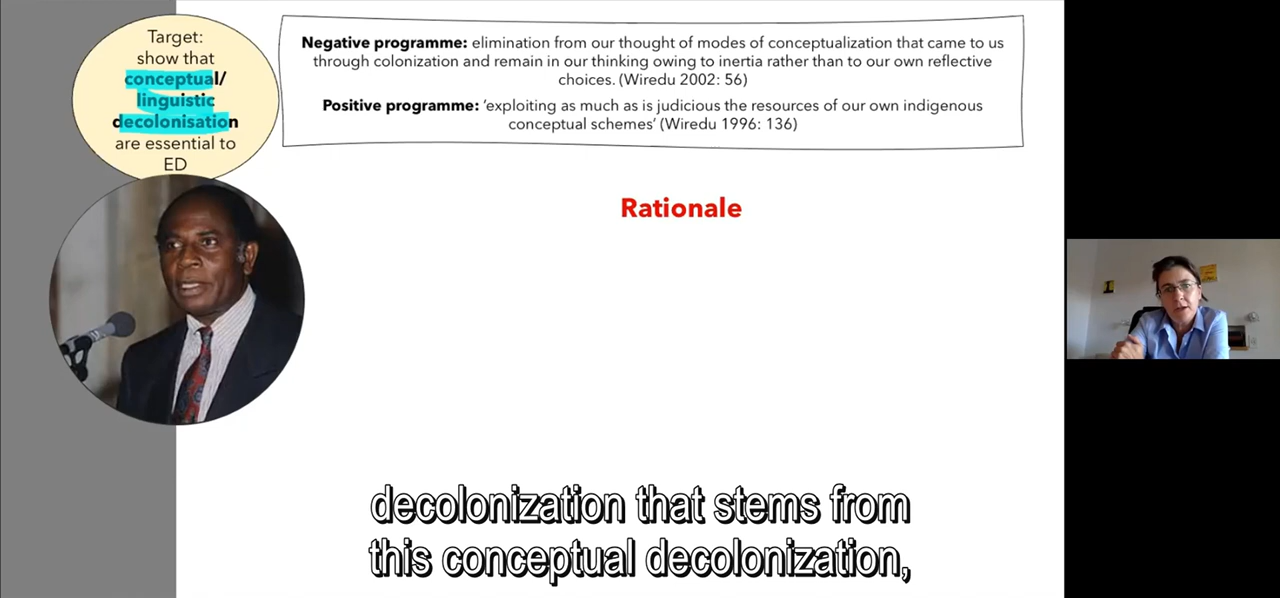 Target:
show that
conceptual/
linguistic
decolonisation
are essential to
ED
Negative programme: elimination from our thought of modes of conceptualization that came to us
through colonization and remain in our thinking owing to inertia rather than to our own reflective
choices. (Wiredu 2002: 56)
Positive programme: ‘exploiting as much as is judicious the resources of our own indigenous
conceptual schemes’ (Wiredu 1996: 136)
Rationale
decolonization that stems from
this conceptual decolonization,